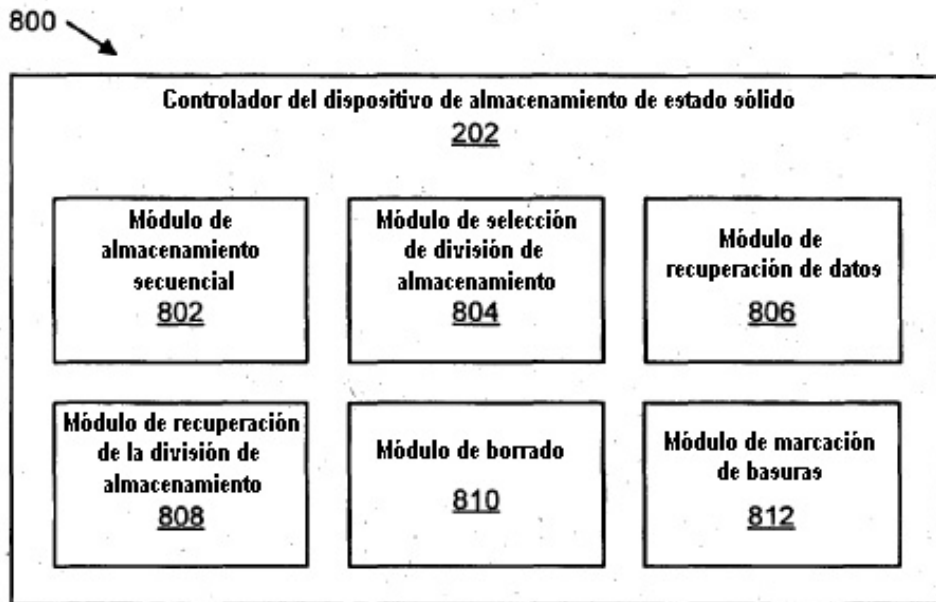 800
Controlador del dispositivo de almacenamiento de estado sólido
202
Módulo de
almacenamiento
secuencial
802
Módulo de selección
de división de
almacenamiento
804
Módulo de
recuperación de datos
806
Módulo de recuperación
de la división de
almacenamiento
808
Módulo de borrado
810
Módulo de marcación
de basuras
812